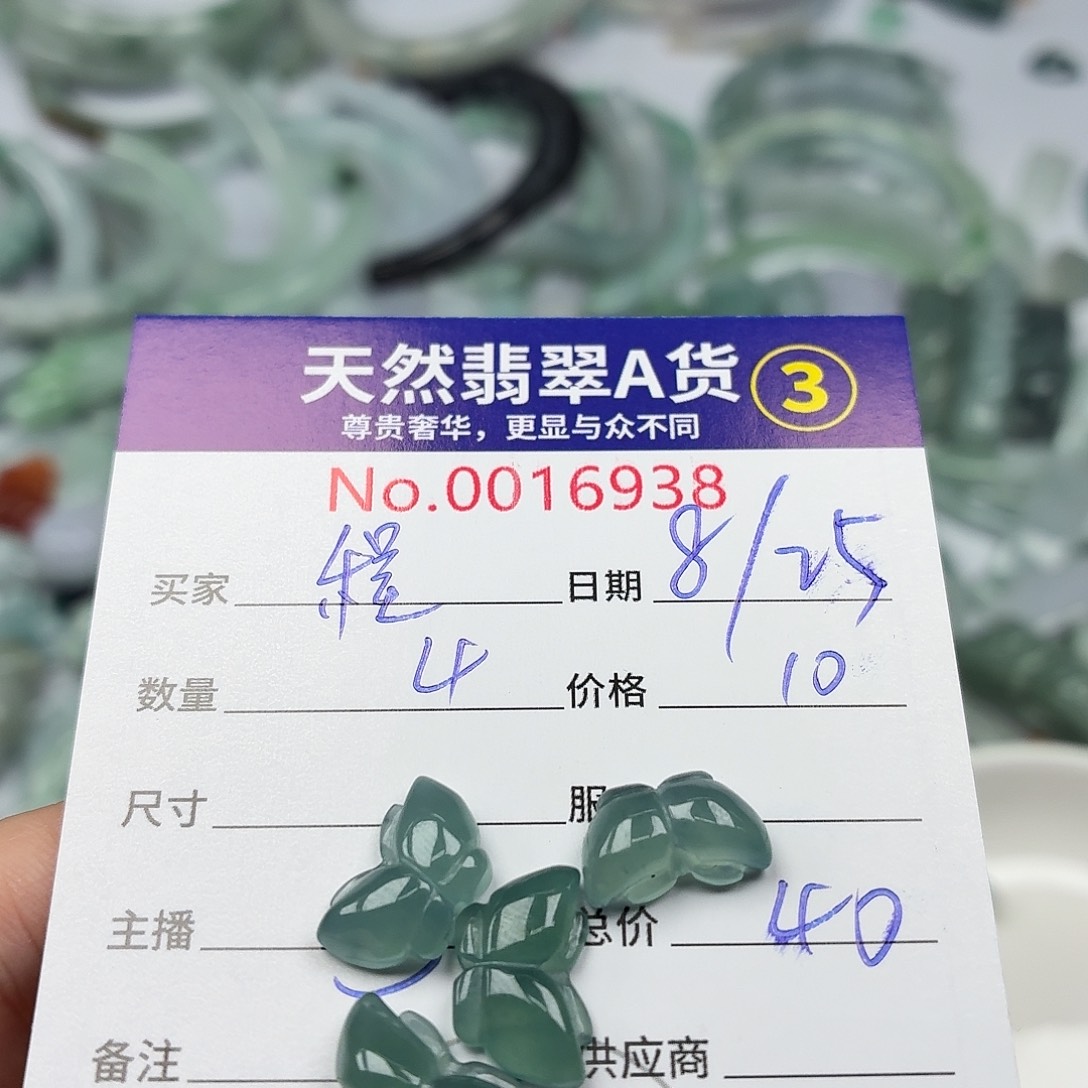 天然翡翠A货 3
尊贵奢华，更显与众不同
No.0016938
买家 程 日期 8/25
数量 4 价格 10
尺寸 服
主播 总价 40
备注 供应商